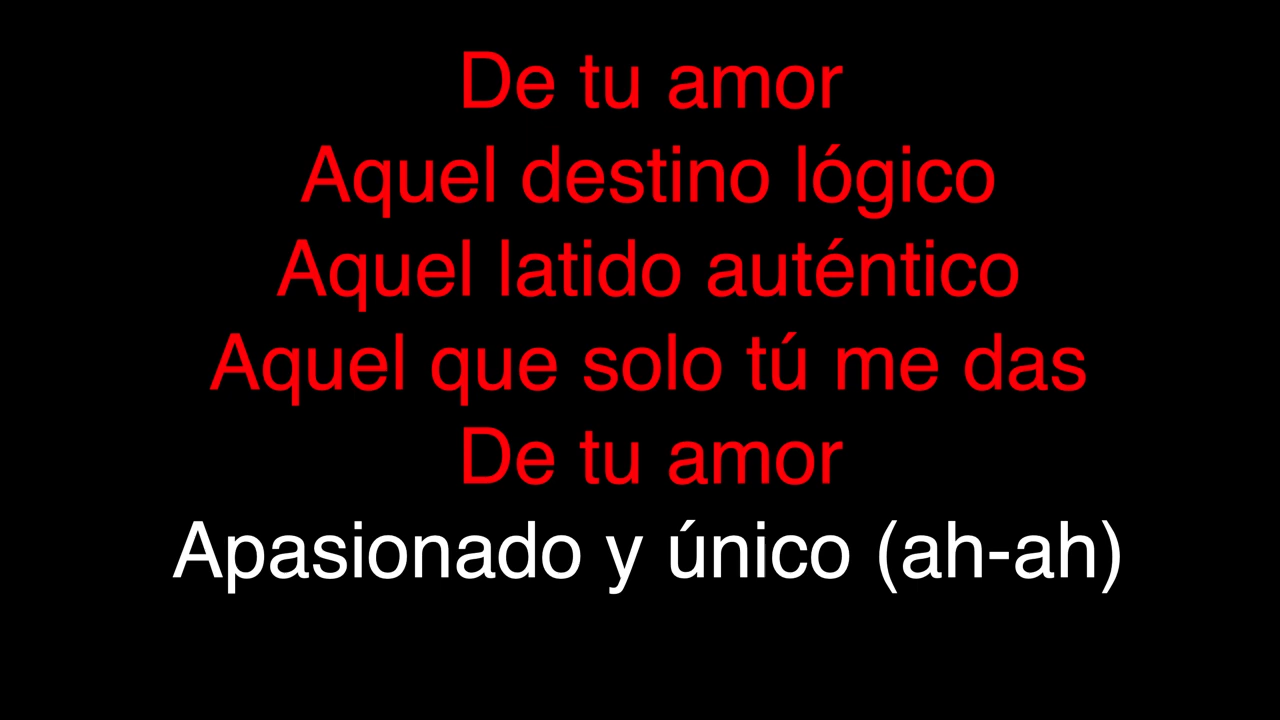 De tu amor
Aquel destino lógico
Aquel latido auténtico
Aquel que solo tú me das
De tu amor
Apasionado y único (ah-ah)